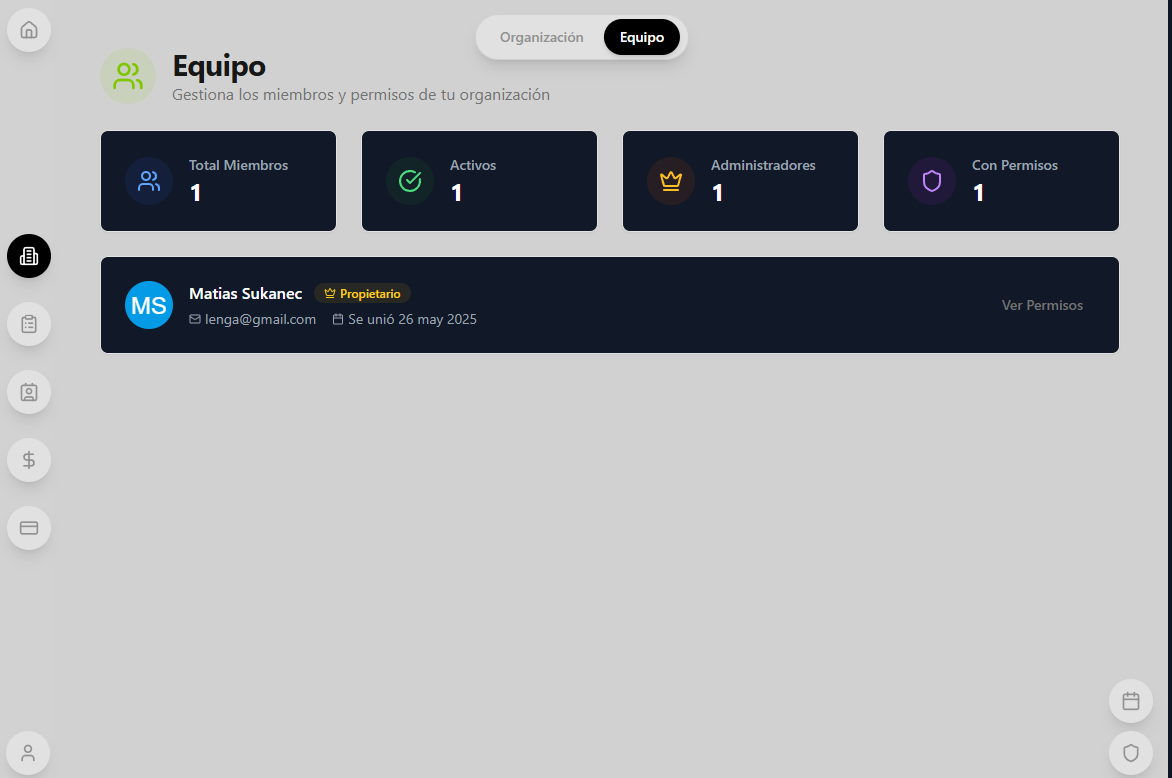 Organización Equipo
Equipo
Gestiona los miembros y permisos de tu organización
Total Miembros
1
Activos
1
Administradores
1
Con Permisos
1
MS
Matias Sukanec Propietario
lenga@gmail.com Se unió 26 may 2025
Ver Permisos